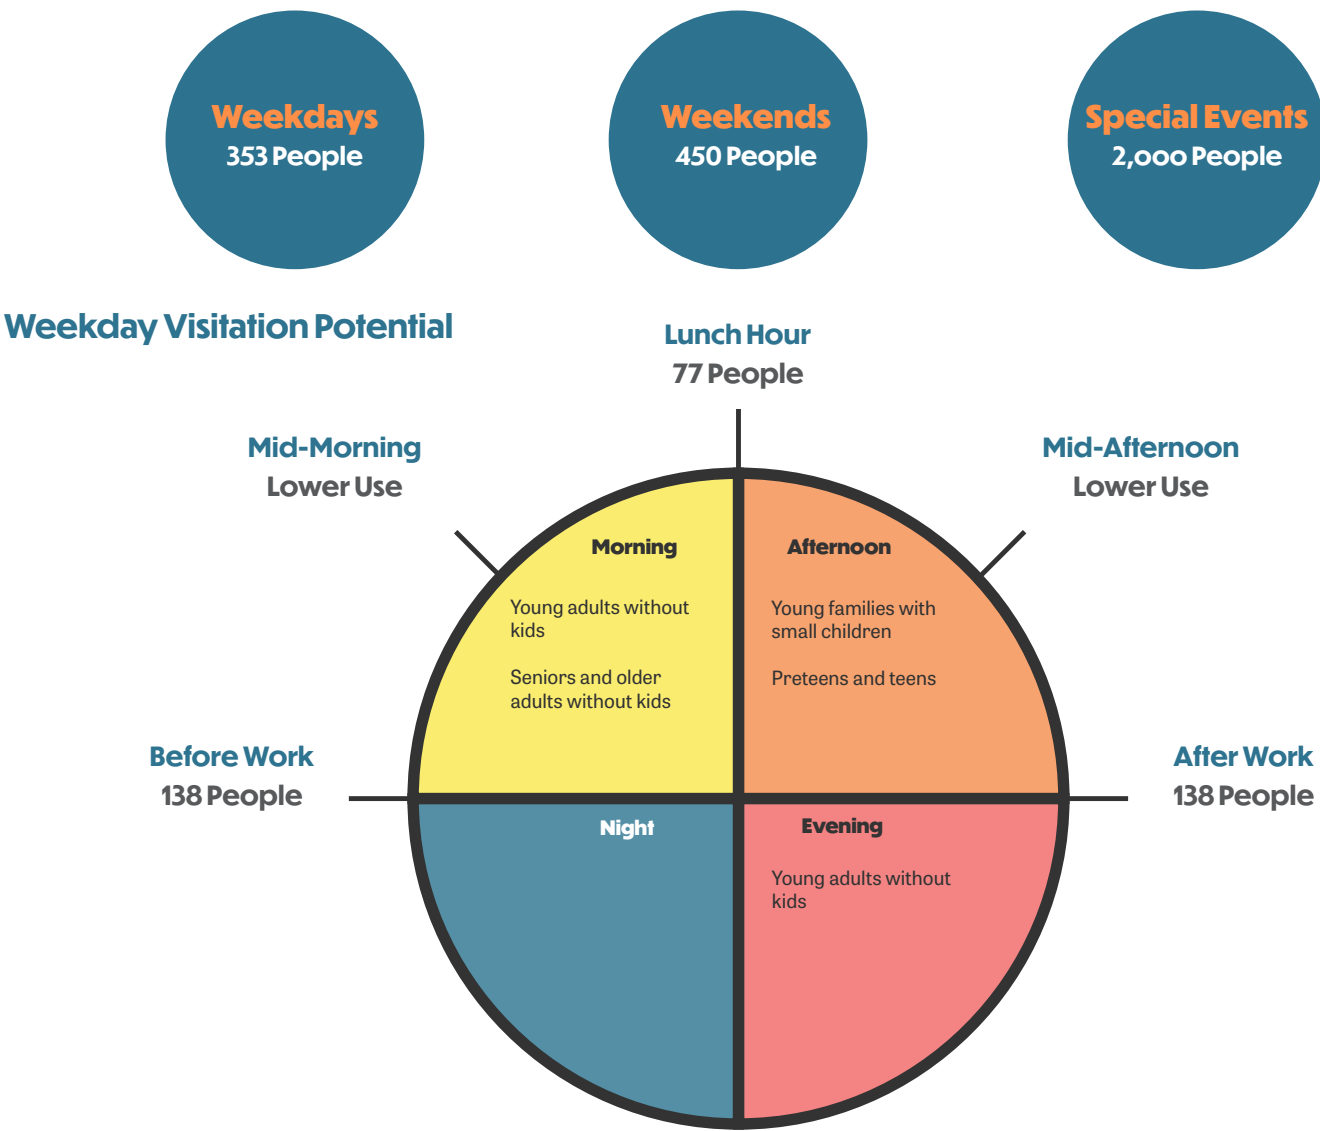 Weekdays
353 People
Weekends
450 People
Special Events
2,000 People
Weekday Visitation Potential
Lunch Hour
77 People
Mid-Morning
Lower Use
Mid-Afternoon
Lower Use
Morning
Young adults without
kids
Seniors and older
adults without kids
Afternoon
Young families with
small children
Preteens and teens
Before Work
138 People
After Work
138 People
Night
Evening
Young adults without
kids